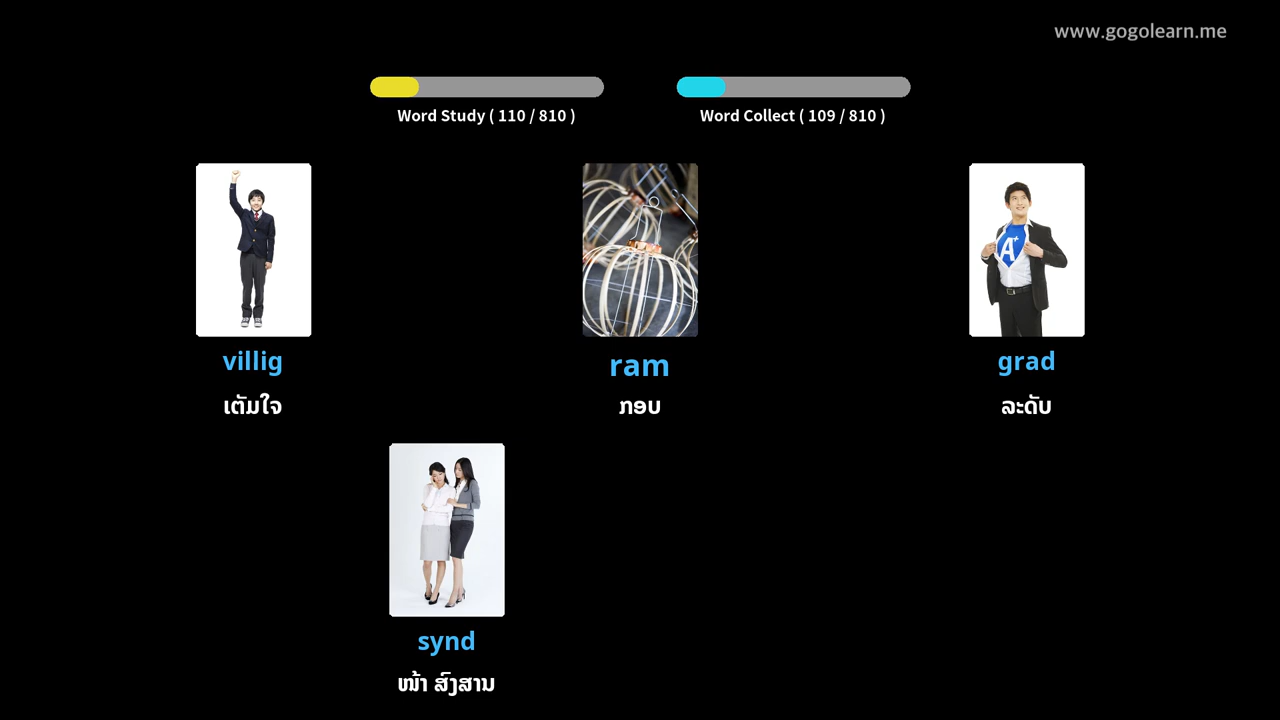 www.gogolearn.me
Word Study ( 110 / 810 )
Word Collect ( 109 / 810 )
A+
villig
ram
grad
ເຕັມໃຈ
ກອບ
ລະດັບ
synd
ໜ້າ ສົງສານ